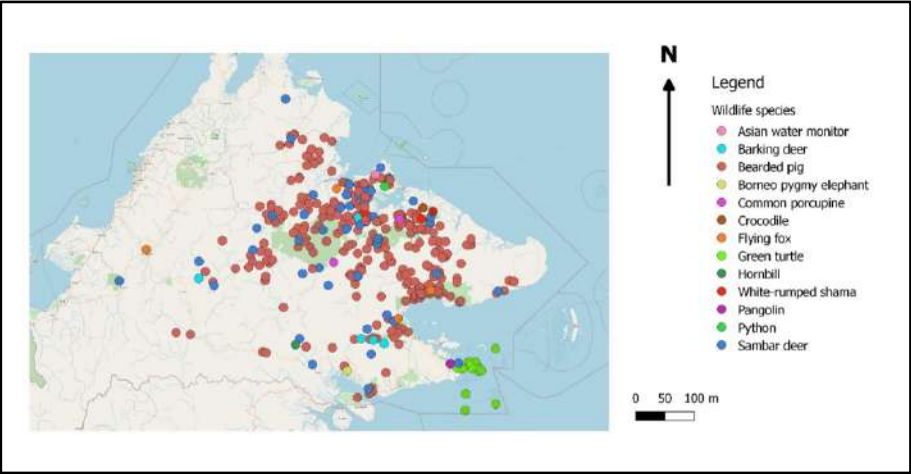 N
Legend
Wildlife species
Asian water monitor
Barking deer
Bearded pig
Borneo pygmy elephant
Common porcupine
Crocodile
Flying fox
Green turtle
Hornbill
White-rumped shama
Pangolin
Python
Sambar deer
0 50 100 m